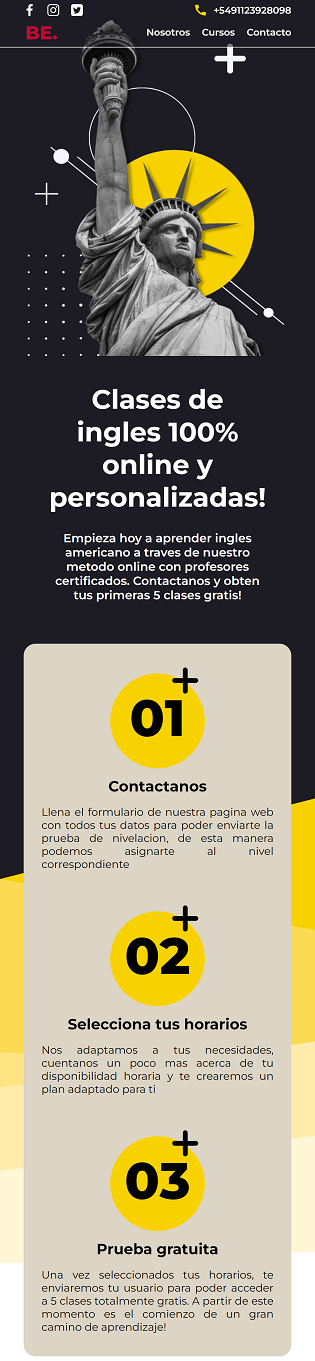 +5491123928098
BE.
Nosotros Cursos Contacto
Clases de
ingles 100%
online y
personalizadas!
Empieza hoy a aprender ingles
americano a traves de nuestro
metodo online con profesores
certificados. Contactanos y obten
tus primeras 5 clases gratis!
01
Contactanos
Llena el formulario de nuestra pagina web
con todos tus datos para poder enviarte la
prueba de nivelacion, de esta manera
podemos asignarte al nivel
correspondiente
02
Selecciona tus horarios
Nos adaptamos a tus necesidades,
cuentanos un poco mas acerca de tu
disponibilidad horaria y te crearemos un
plan adaptado para ti
03
Prueba gratuita
Una vez seleccionados tus horarios, te
enviaremos tu usuario para poder acceder
a 5 clases totalmente gratis. A partir de este
momento es el comienzo de un gran
camino de aprendizaje!